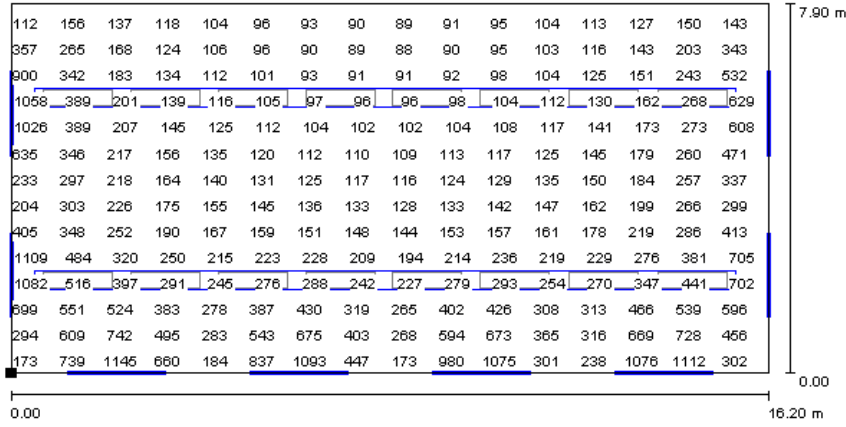 112 156 137 118 104 96 93 90 89 91 95 104 113 127 150 143
7.90 m
357 265 168 124 106 96 90 88 90 95 103 116 143 203 343
900 342 183 134 112 101 93 91 91 92 98 104 125 151 243 532
1058 389 201 139 116 105 97 96 96 98 104 112 130 162 268 629
1026 389 207 145 125 112 104 102 102 104 108 117 141 173 273 608
635 346 217 156 135 120 112 110 109 113 117 125 145 179 260 471
233 297 218 164 140 131 125 117 116 124 129 135 150 184 257 337
204 303 226 175 155 145 136 133 128 133 142 147 162 199 266 299
405 348 252 190 167 159 151 148 144 153 157 161 178 219 286 413
1109 484 320 250 215 223 228 209 194 214 236 219 229 276 381 705
1082 516 397 291 245 276 288 242 227 279 293 254 270 347 441 702
699 551 524 383 278 387 430 319 265 402 426 308 313 466 539 596
294 609 742 495 283 543 675 403 268 594 673 365 316 669 728 456
173 739 1145 660 184 837 1093 447 173 980 1075 301 238 1076 1112 302
0.00
0.00 16.20 m